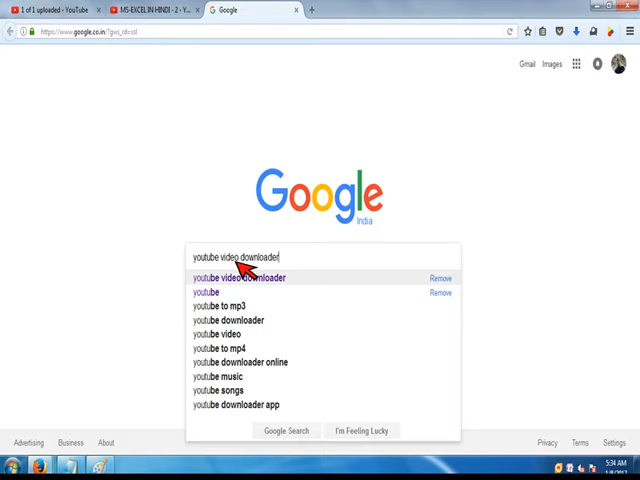 1 of 1 uploaded - YouTube
MS-EXCEL IN HINDI - 2 - Y...
Google
https://www.google.co.in/?gws_rd=ssl
Gmail Images
Google
India
youtube video downloader
youtube video downloader Remove
youtube Remove
youtube to mp3
youtube downloader
youtube video
youtube to mp4
youtube downloader online
youtube music
youtube songs
youtube downloader app
Google Search I'm Feeling Lucky
Advertising Business About Privacy Terms Settings
5:34 AM